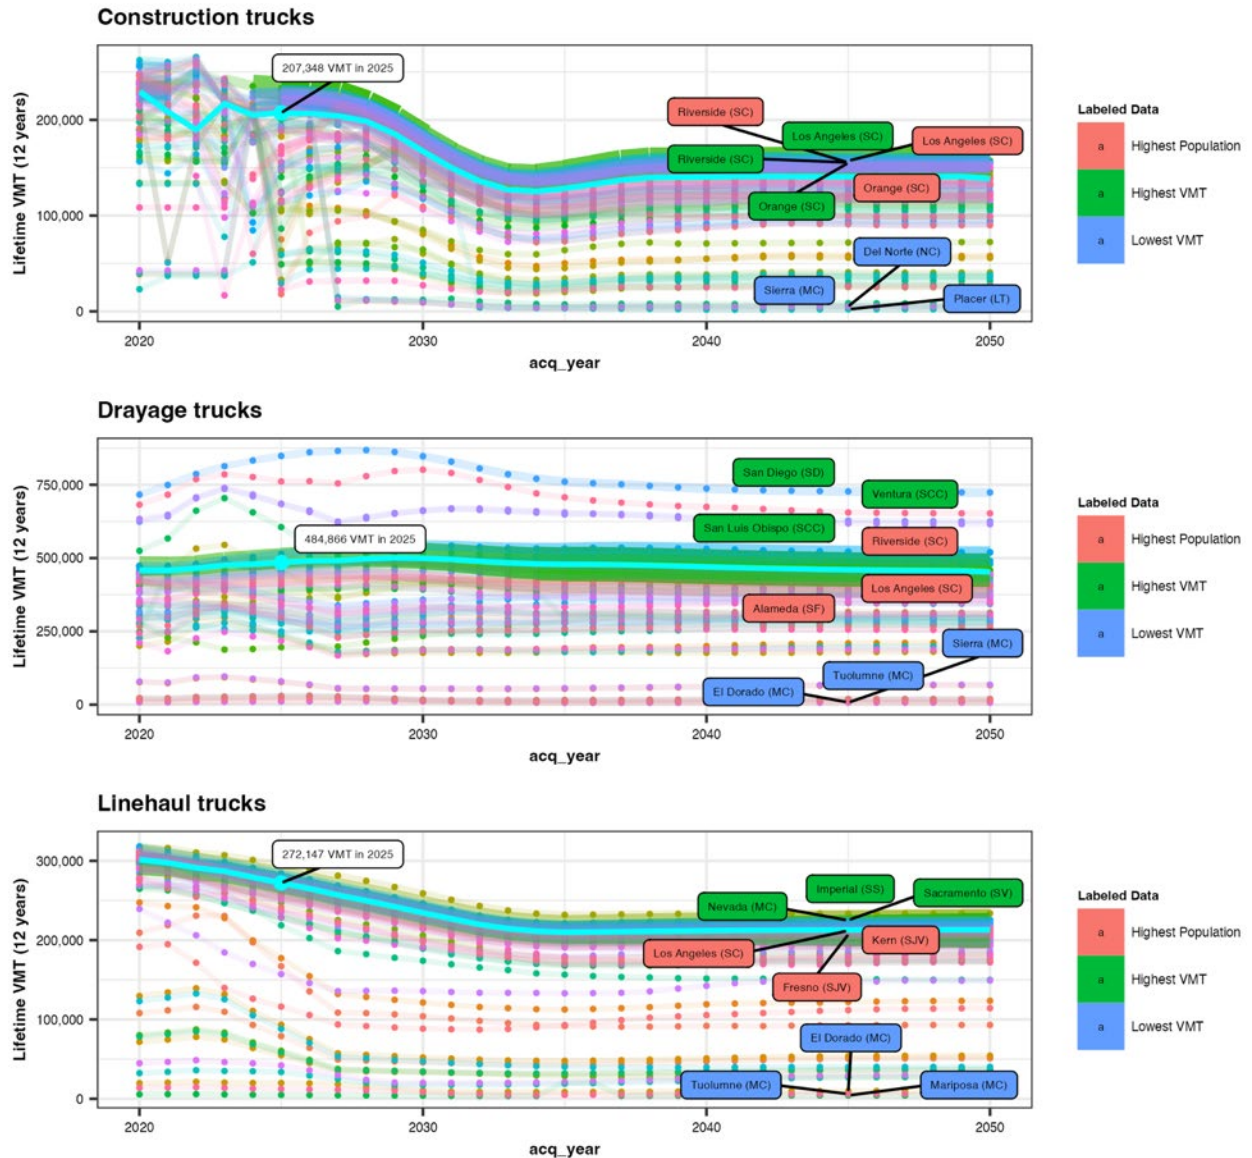 Construction trucks
Lifetime VMT (12 years)
200,000
100,000
0
207,348 VMT in 2025
Riverside (SC)
Los Angeles (SC)
Los Angeles (SC)
Riverside (SC)
Orange (SC)
Orange (SC)
Del Norte (NC)
Sierra (MC)
Placer (LT)
2020
2030
2040
2050
acq_year
Labeled Data
a Highest Population
a Highest VMT
a Lowest VMT
Drayage trucks
Lifetime VMT (12 years)
750,000
500,000
250,000
0
San Diego (SD)
Ventura (SCC)
San Luis Obispo (SCC)
484,866 VMT in 2025
Riverside (SC)
Los Angeles (SC)
Alameda (SF)
Sierra (MC)
Tuolumne (MC)
El Dorado (MC)
2020
2030
2040
2050
acq_year
Labeled Data
a Highest Population
a Highest VMT
a Lowest VMT
Linehaul trucks
Lifetime VMT (12 years)
300,000
200,000
100,000
0
272,147 VMT in 2025
Imperial (SS)
Sacramento (SV)
Nevada (MC)
Kern (SJV)
Los Angeles (SC)
Fresno (SJV)
El Dorado (MC)
Tuolumne (MC)
Mariposa (MC)
2020
2030
2040
2050
acq_year
Labeled Data
a Highest Population
a Highest VMT
a Lowest VMT